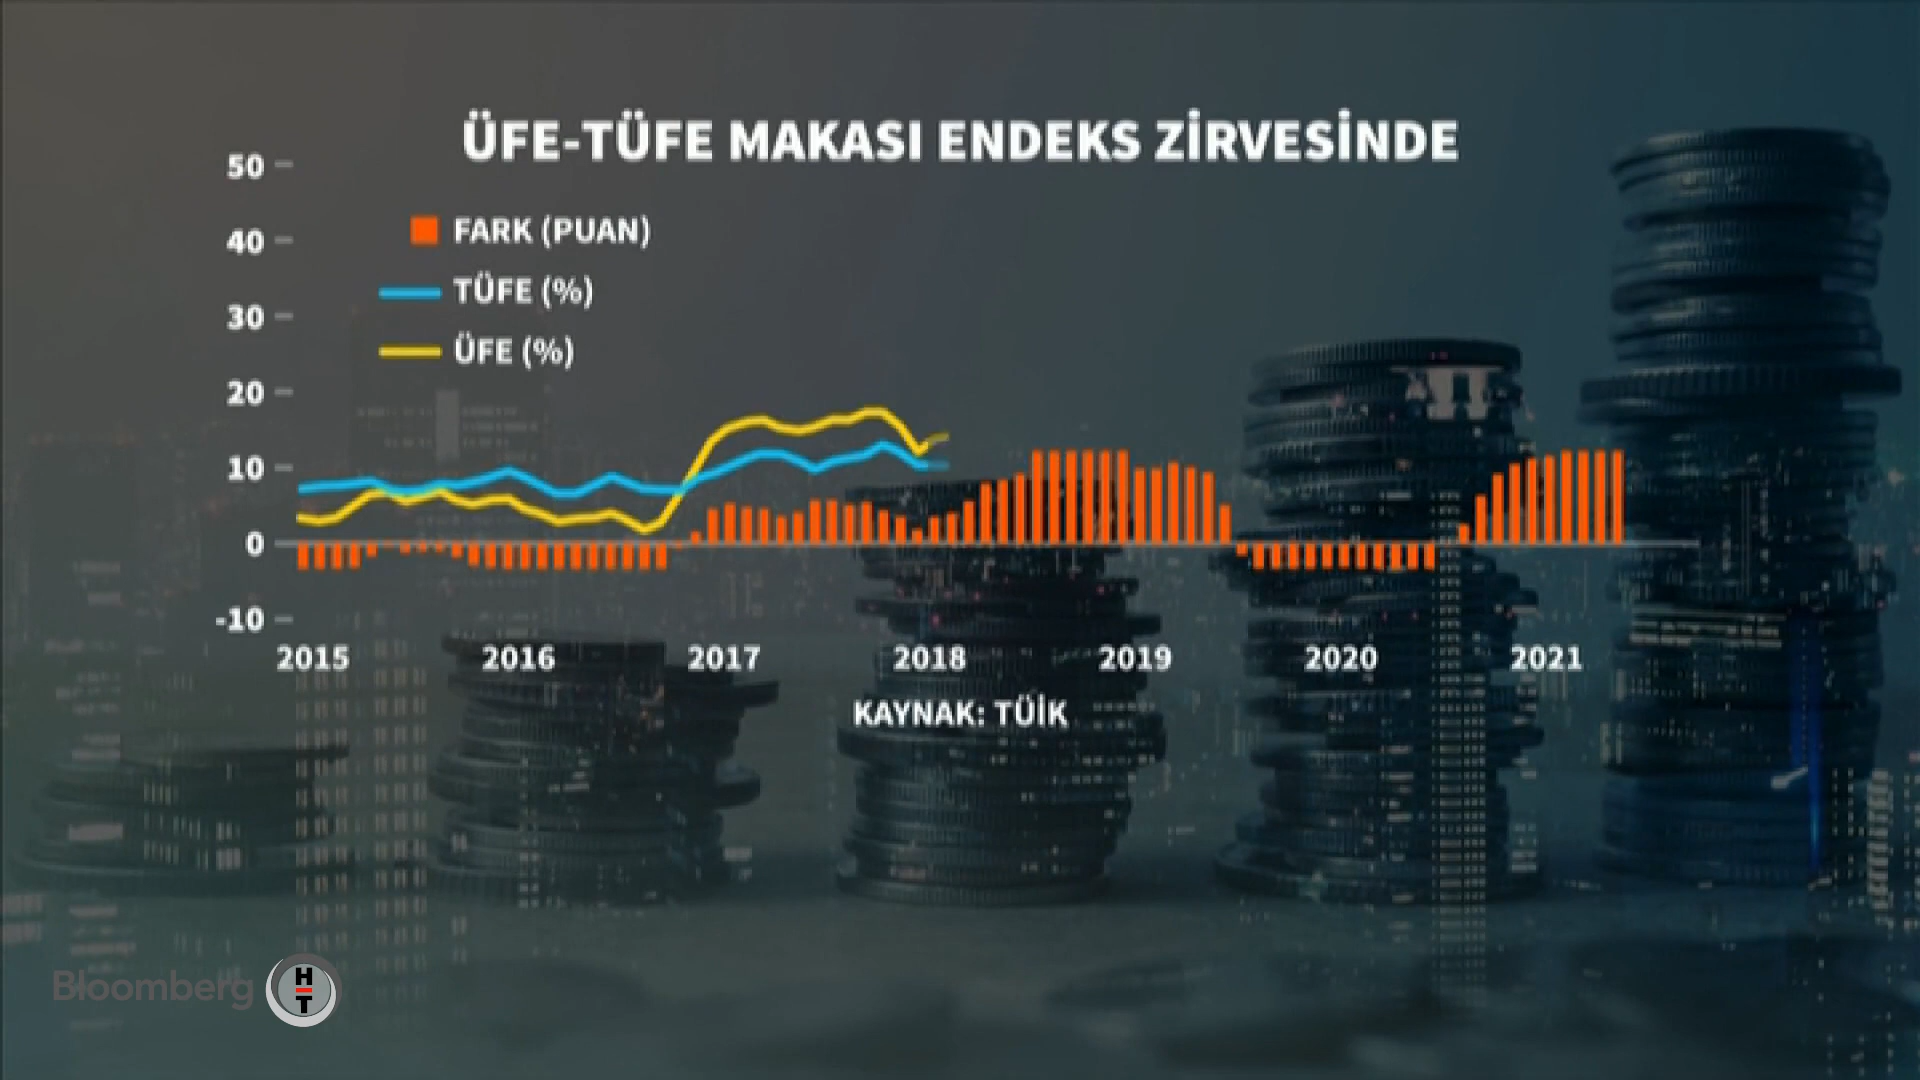 ÜFE-TÜFE MAKASI ENDEKS ZİRVESİNDE
50
40
30
20
10
0
-10
FARK (PUAN)
TÜFE (%)
ÜFE (%)
2015 2016 2017 2018 2019 2020 2021
KAYNAK: TÜİK
Bloomberg HT